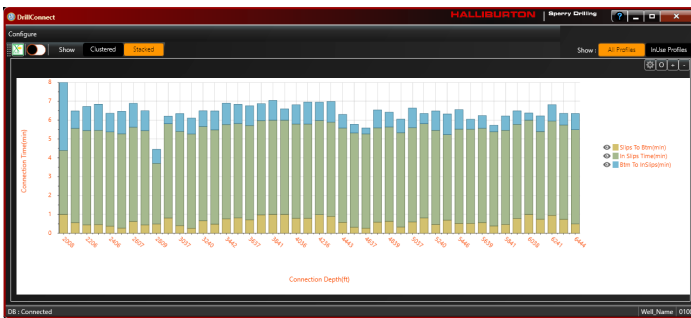 DrillConnect HALLIBURTON | Sperry Drilling ? _ x
Configure
Show Clustered Stacked Show : All Profiles InUse Profiles
O + -
8
7
6
5
4
3
2
1
0
Connection Time(min)
Slips To Btm(min)
In Slips Time(min)
Btm To InSlips(min)
2008 2206 2406 2607 2809 3037 3240 3442 3637 3841 4036 4236 4443 4637 4839 5037 5240 5446 5639 5841 6038 6241 6444
Connection Depth(ft)
DB : Connected Well_Name 010